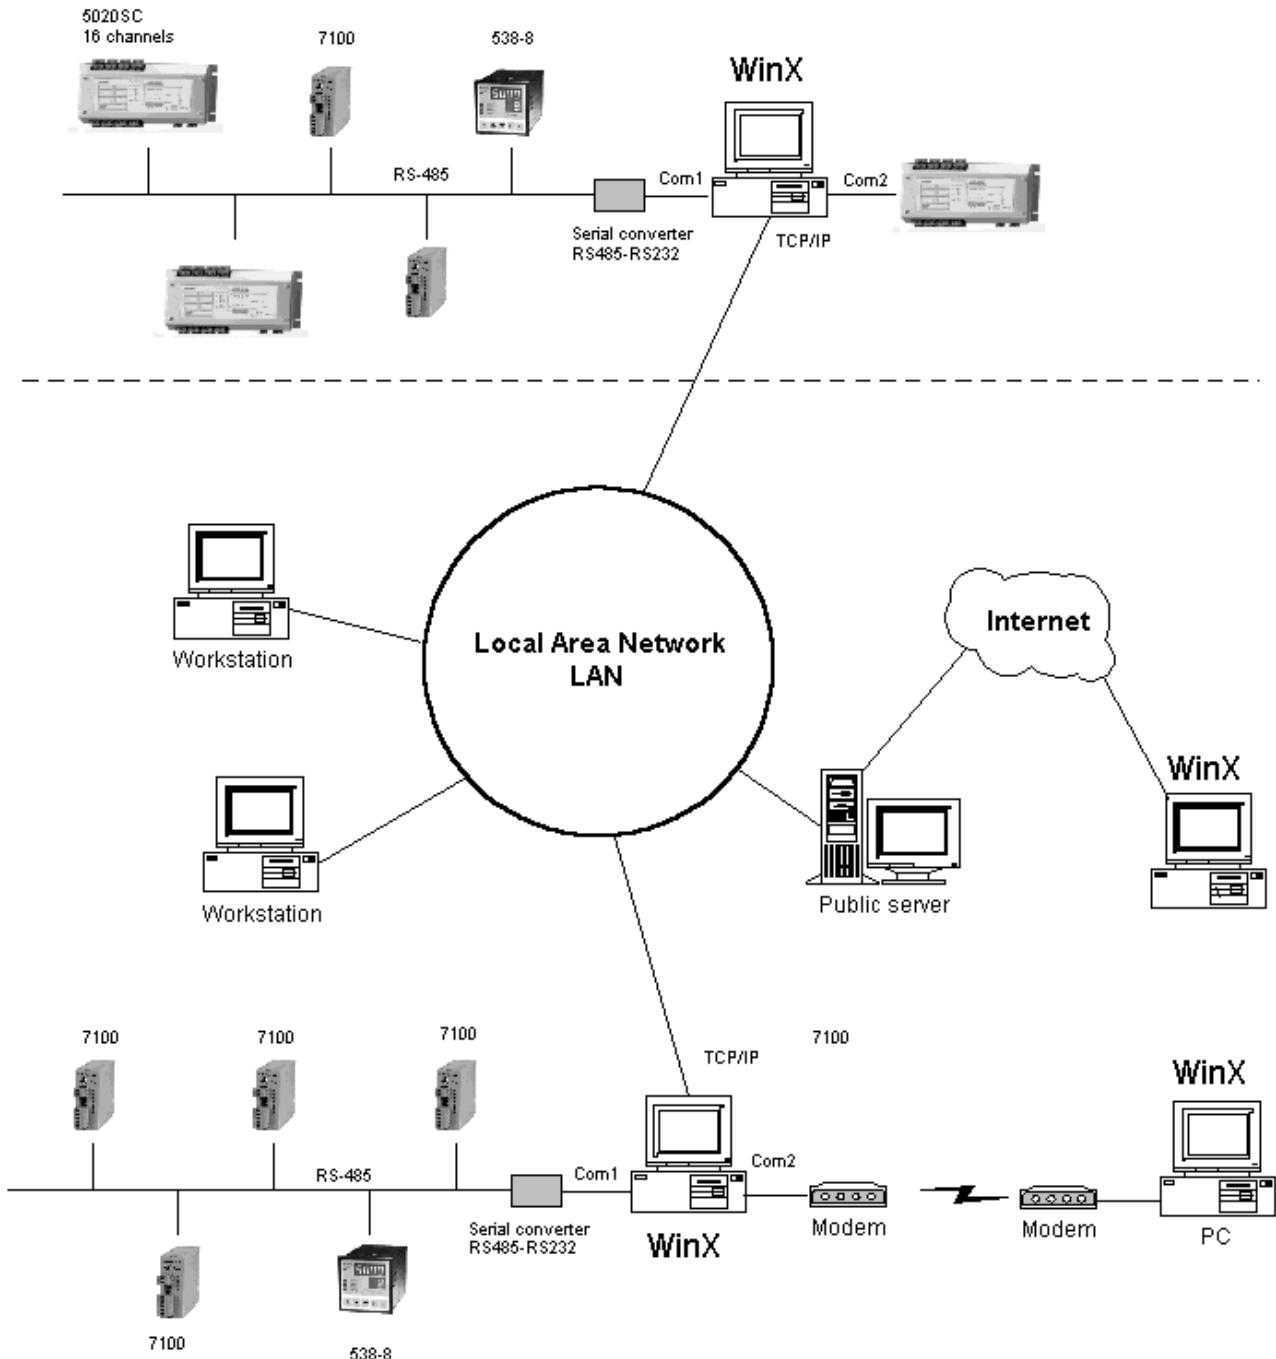 5020SC
16 channels
7100
538-8
WinX
RS-485
Com1
Com2
Serial converter
RS485-RS232
TCP/IP
Local Area Network
LAN
Internet
Workstation
WinX
Workstation
Public server
7100
7100
7100
TCP/IP
7100
WinX
RS-485
Com1
Com2
Serial converter
RS485-RS232
WinX
Modem
Modem
PC
7100
538-8